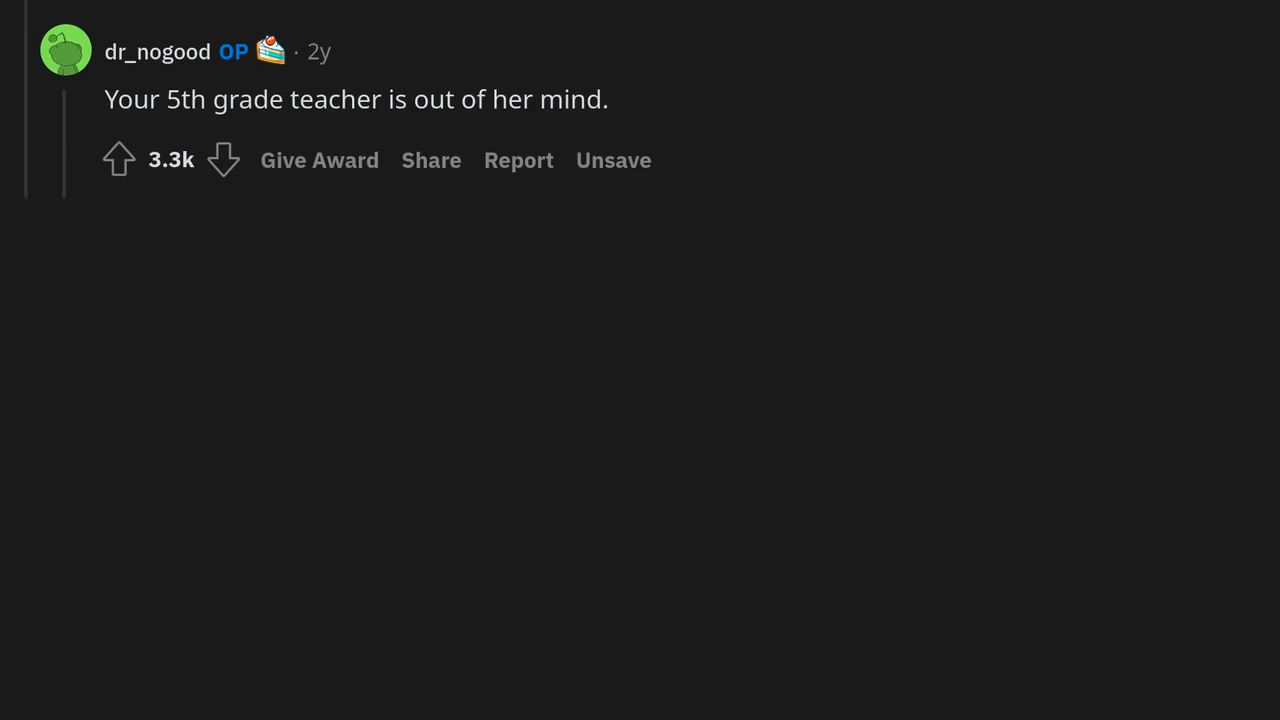 dr_nogood OP · 2y
Your 5th grade teacher is out of her mind.
3.3k Give Award Share Report Unsave